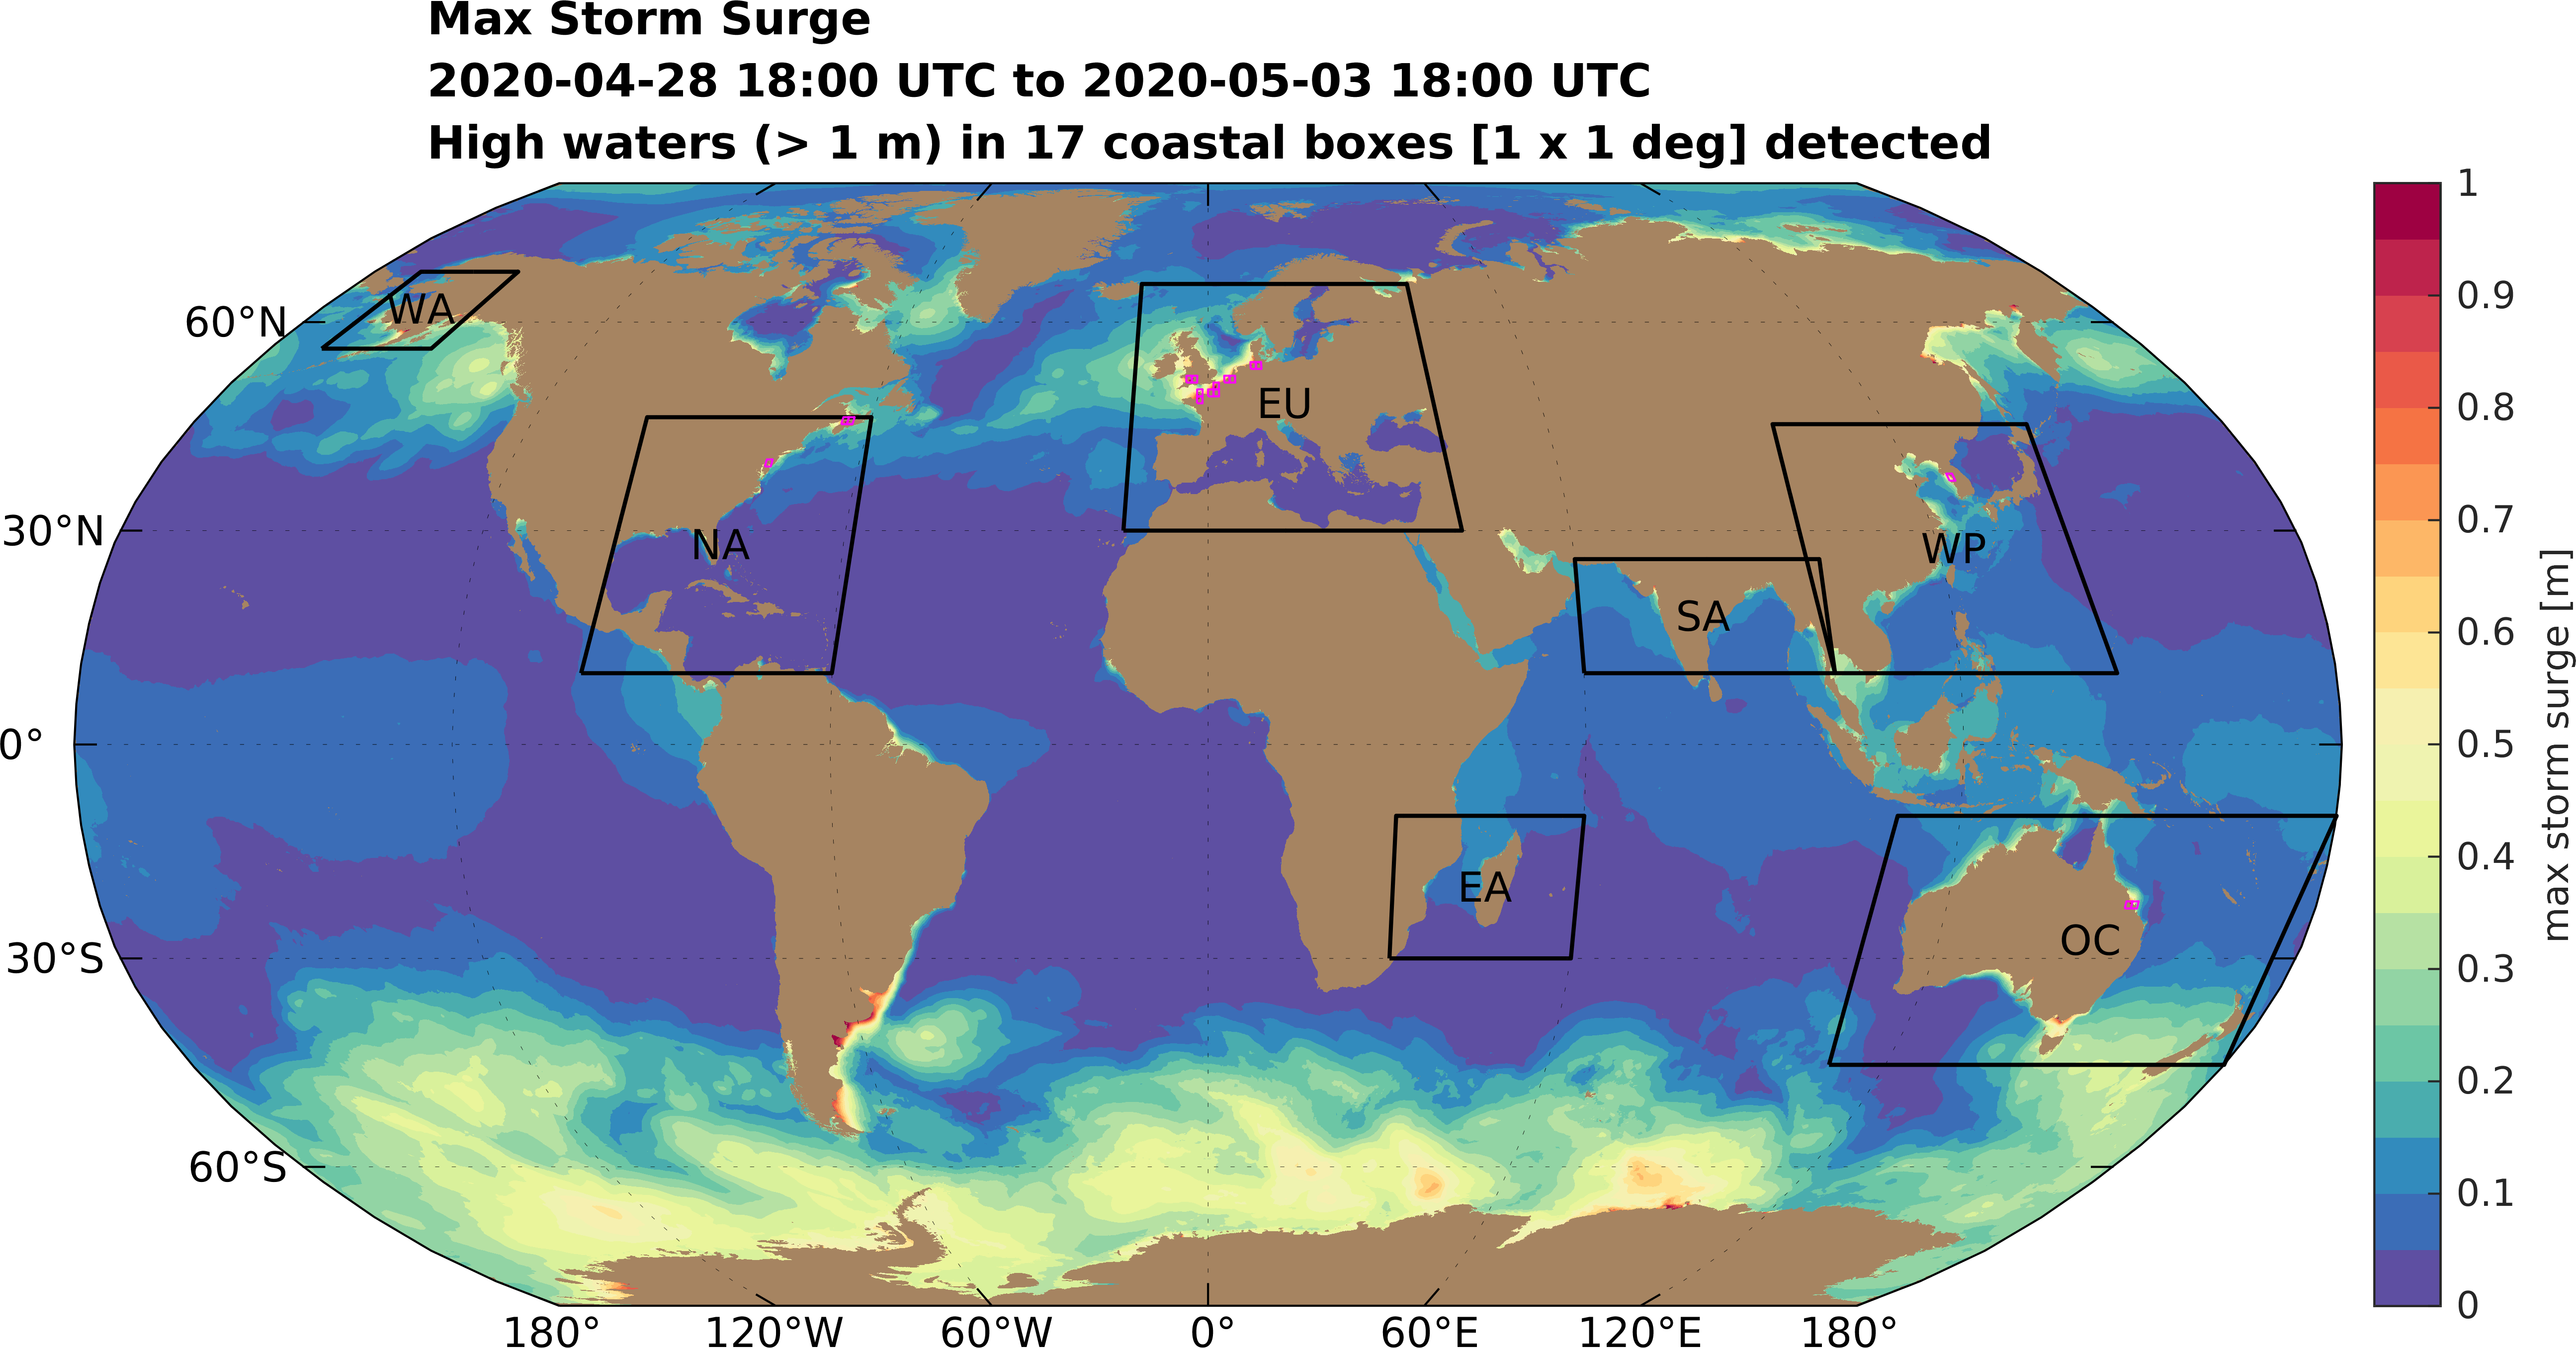 Max Storm Surge
2020-04-28 18:00 UTC to 2020-05-03 18:00 UTC
High waters (> 1 m) in 17 coastal boxes [1 x 1 deg] detected
60°N
30°N
0°
30°S
60°S
WA
NA
EU
SA
WP
EA
OC
180°
120°W
60°W
0°
60°E
120°E
180°
1
0.9
0.8
0.7
0.6
0.5
0.4
0.3
0.2
0.1
0
max storm surge [m]